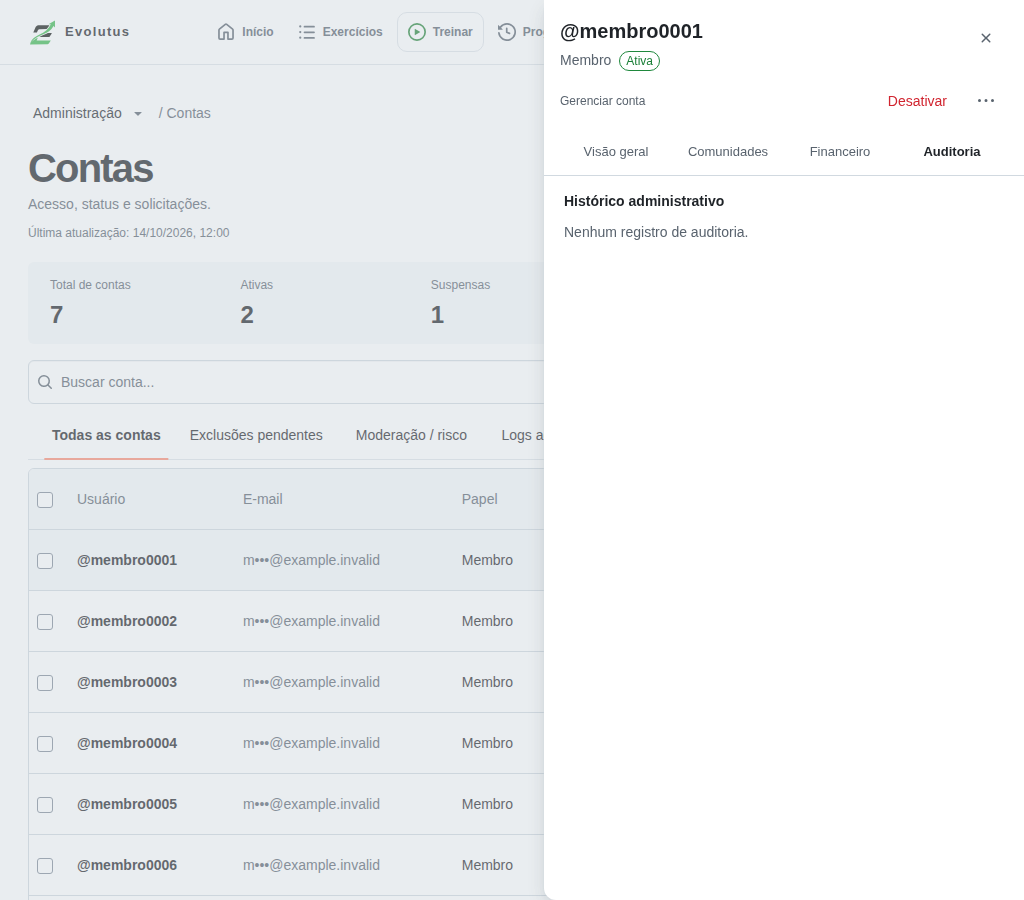 Evolutus
Início
Exercícios
Treinar
Administração / Contas
Contas
Acesso, status e solicitações.
Última atualização: 14/10/2026, 12:00
Total de contas
7
Ativas
2
Suspensas
1
Buscar conta...
Todas as contas
Exclusões pendentes
Moderação / risco
Logs a
Usuário E-mail Papel
@membro0001 m•••@example.invalid Membro
@membro0002 m•••@example.invalid Membro
@membro0003 m•••@example.invalid Membro
@membro0004 m•••@example.invalid Membro
@membro0005 m•••@example.invalid Membro
@membro0006 m•••@example.invalid Membro
@membro0001
Membro Ativa
Gerenciar conta
Desativar
Visão geral
Comunidades
Financeiro
Auditoria
Histórico administrativo
Nenhum registro de auditoria.